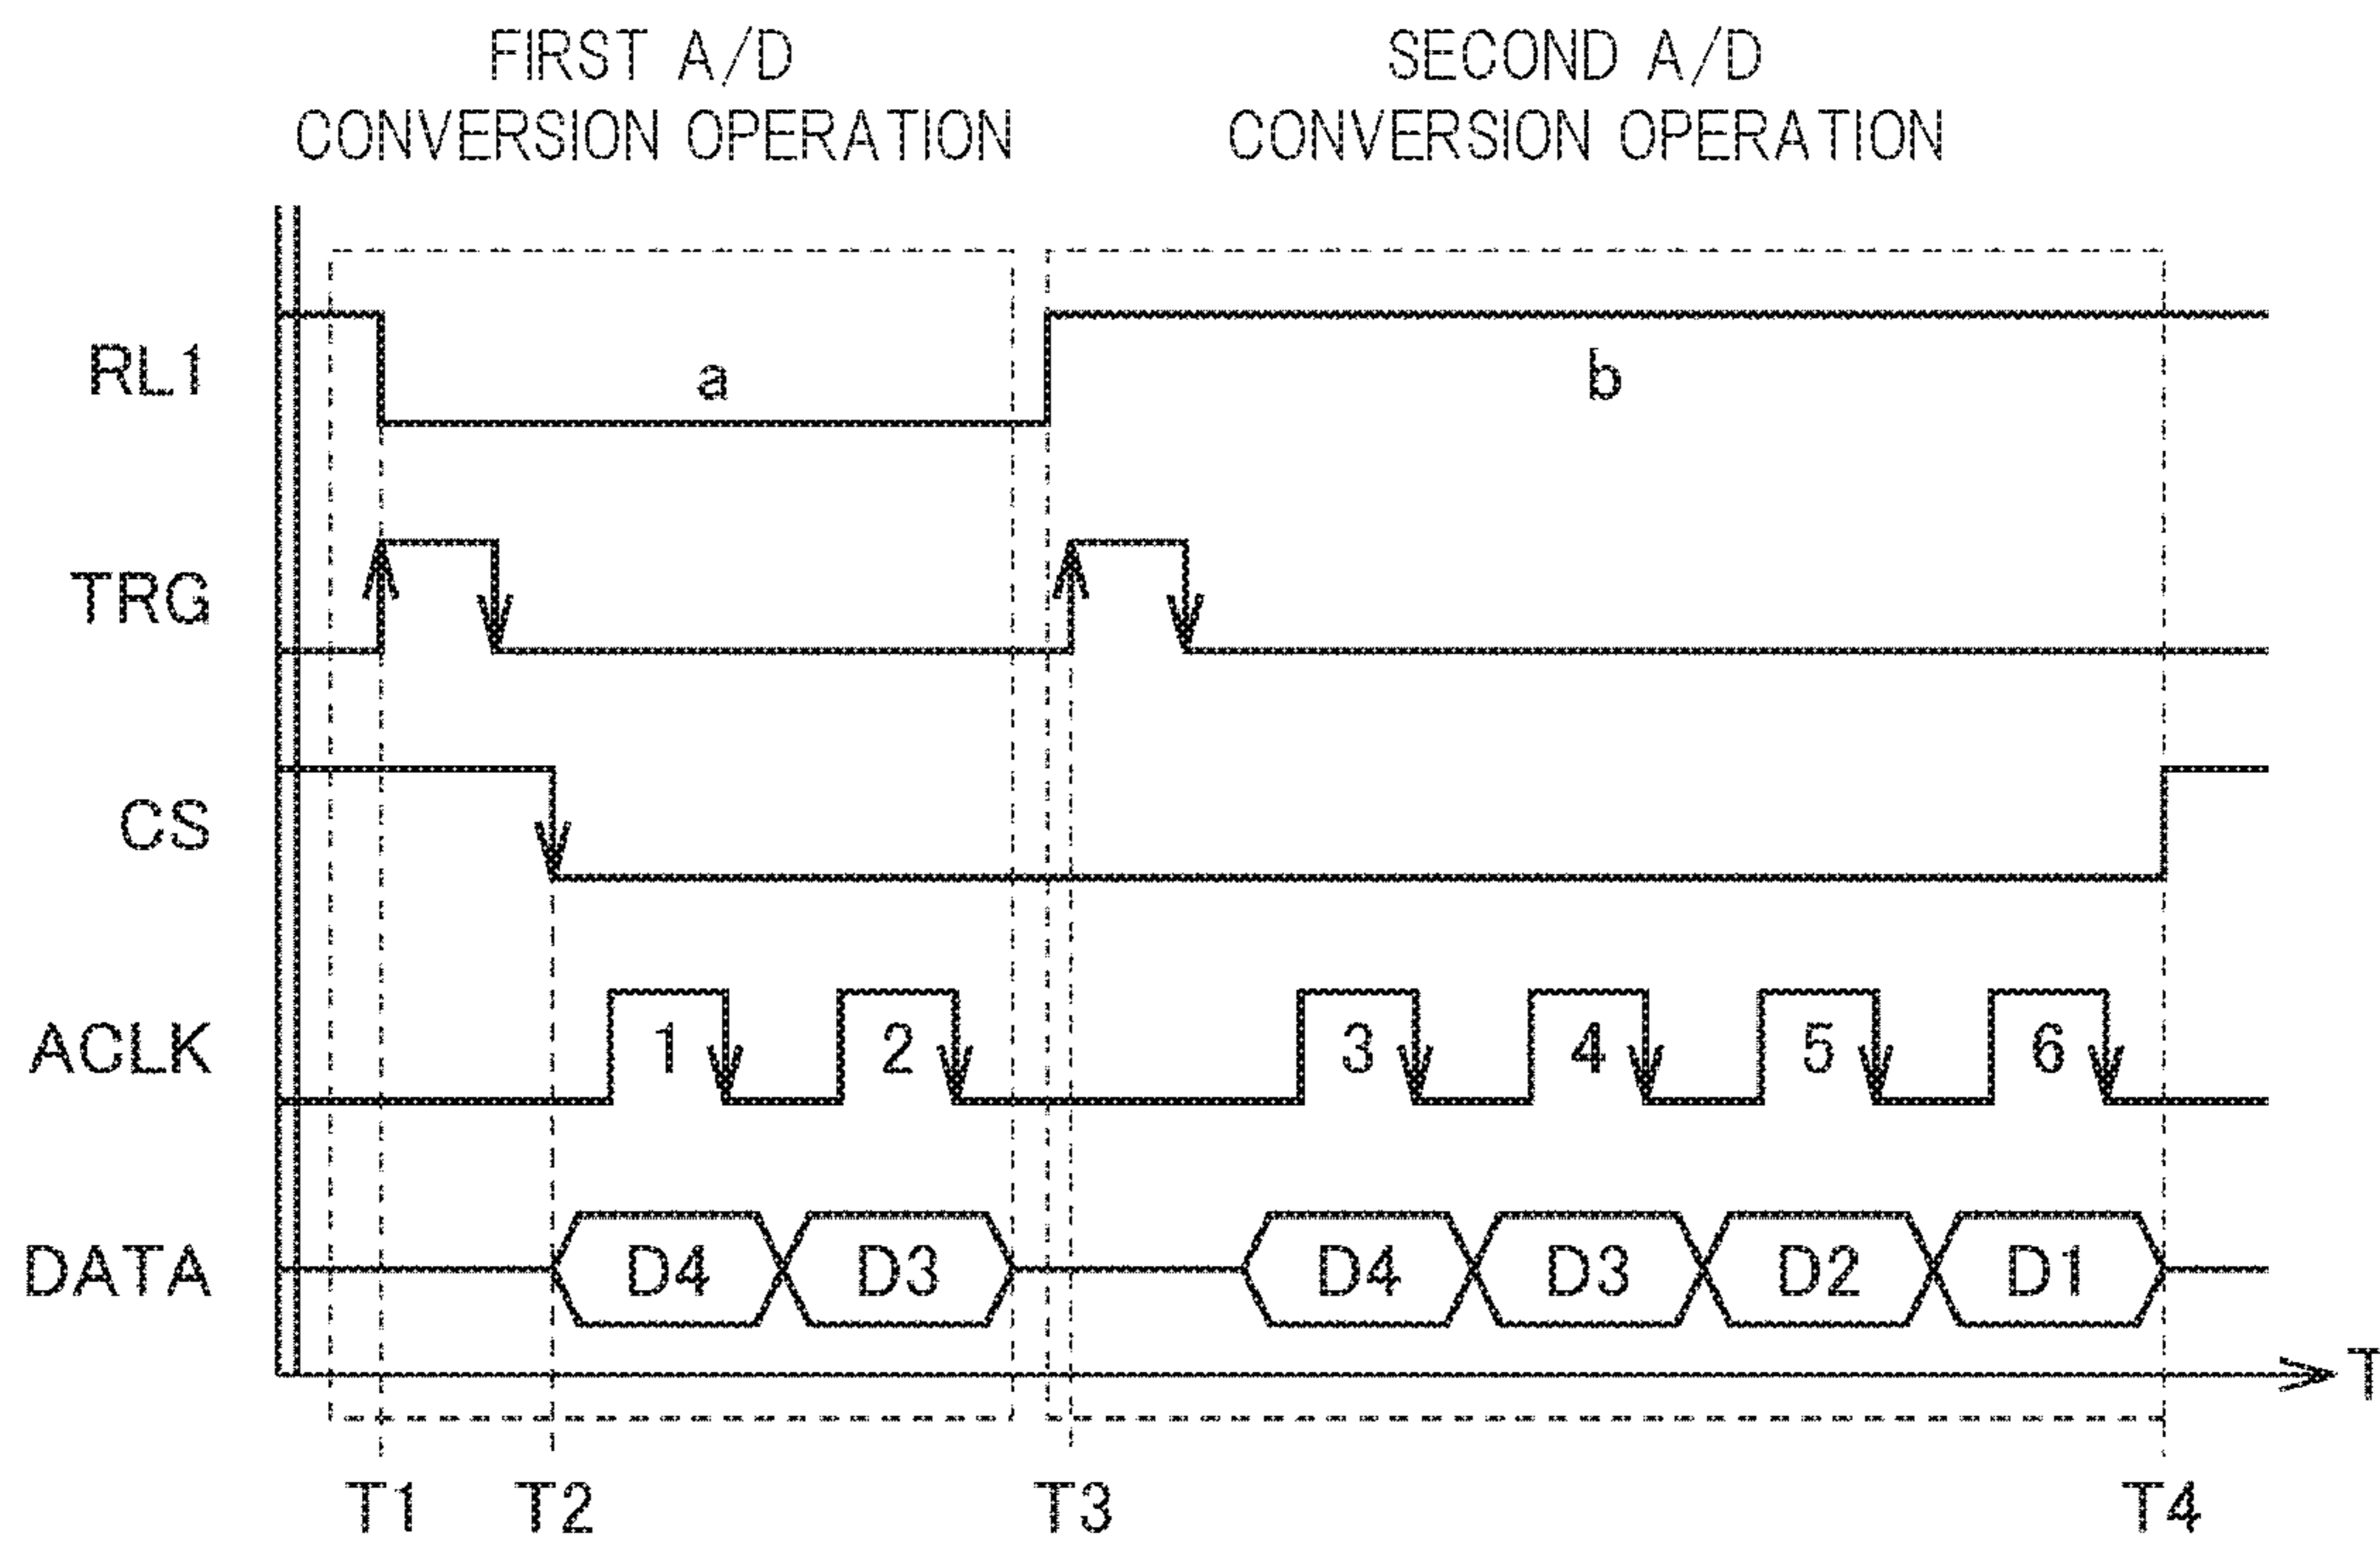 FIRST A/D
CONVERSION OPERATION
SECOND A/D
CONVERSION OPERATION
RL1
a
b
TRG
CS
ACLK
1
2
3
4
5
6
DATA
D4
D3
D4
D3
D2
D1
T
T1
T2
T3
T4